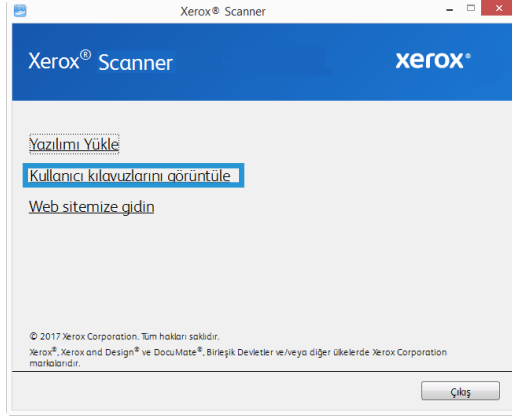 Xerox® Scanner
Xerox® Scanner
xerox®
Yazılımı Yükle
Kullanıcı kılavuzlarını görüntüle
Web sitemize gidin
© 2017 Xerox Corporation. Tüm hakları saklıdır.
Xerox®, Xerox and Design® ve DocuMate®, Birleşik Devletler ve/veya diğer ülkelerde Xerox Corporation
markalarıdır.
Çıkış